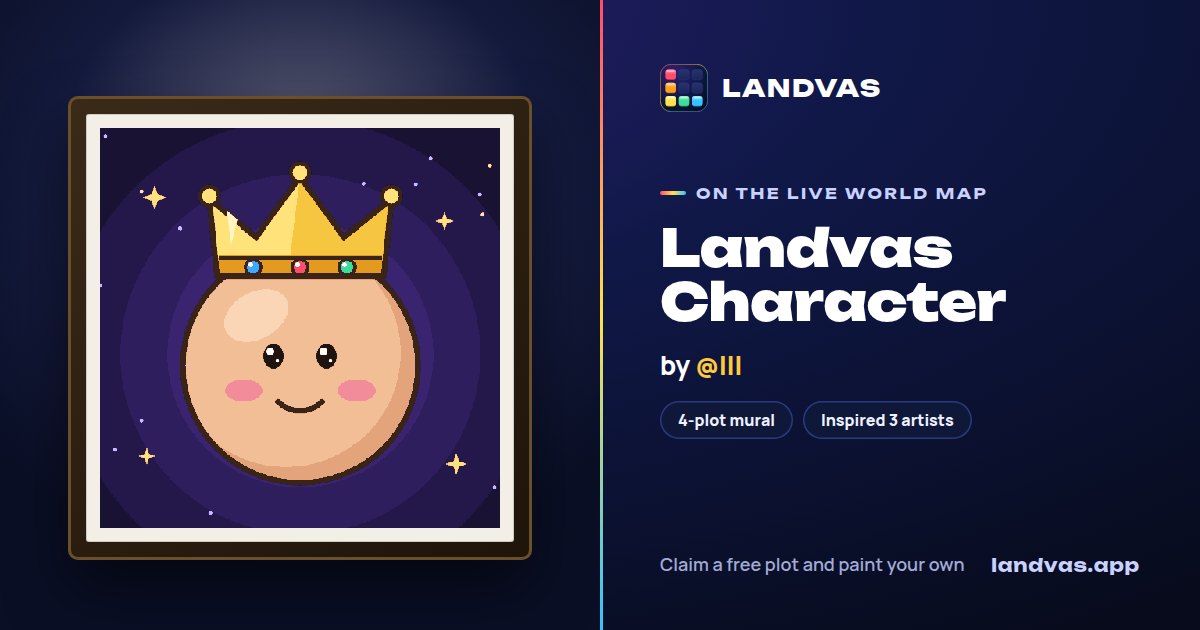 LANDVAS
ON THE LIVE WORLD MAP
Landvas
Character
by @lll
4-plot mural
Inspired 3 artists
Claim a free plot and paint your own
landvas.app